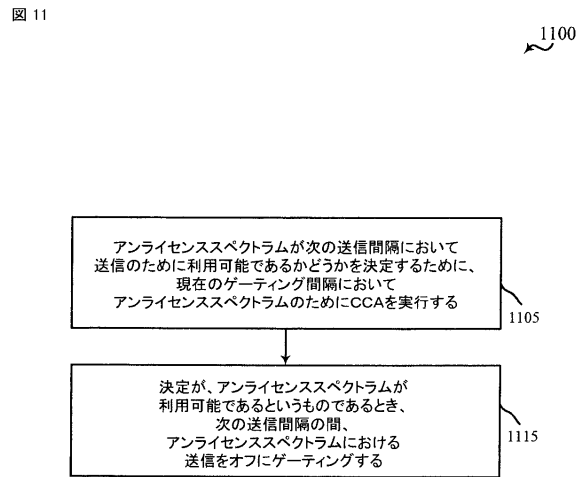 図 11
1100
アンライセンススペクトラムが次の送信間隔において
送信のために利用可能であるかどうかを決定するために、
現在のゲーティング間隔において
アンライセンススペクトラムのためにCCAを実行する
1105
決定が、アンライセンススペクトラムが
利用可能であるというものであるとき、
次の送信間隔の間、
アンライセンススペクトラムにおける
送信をオフにゲーティングする
1115